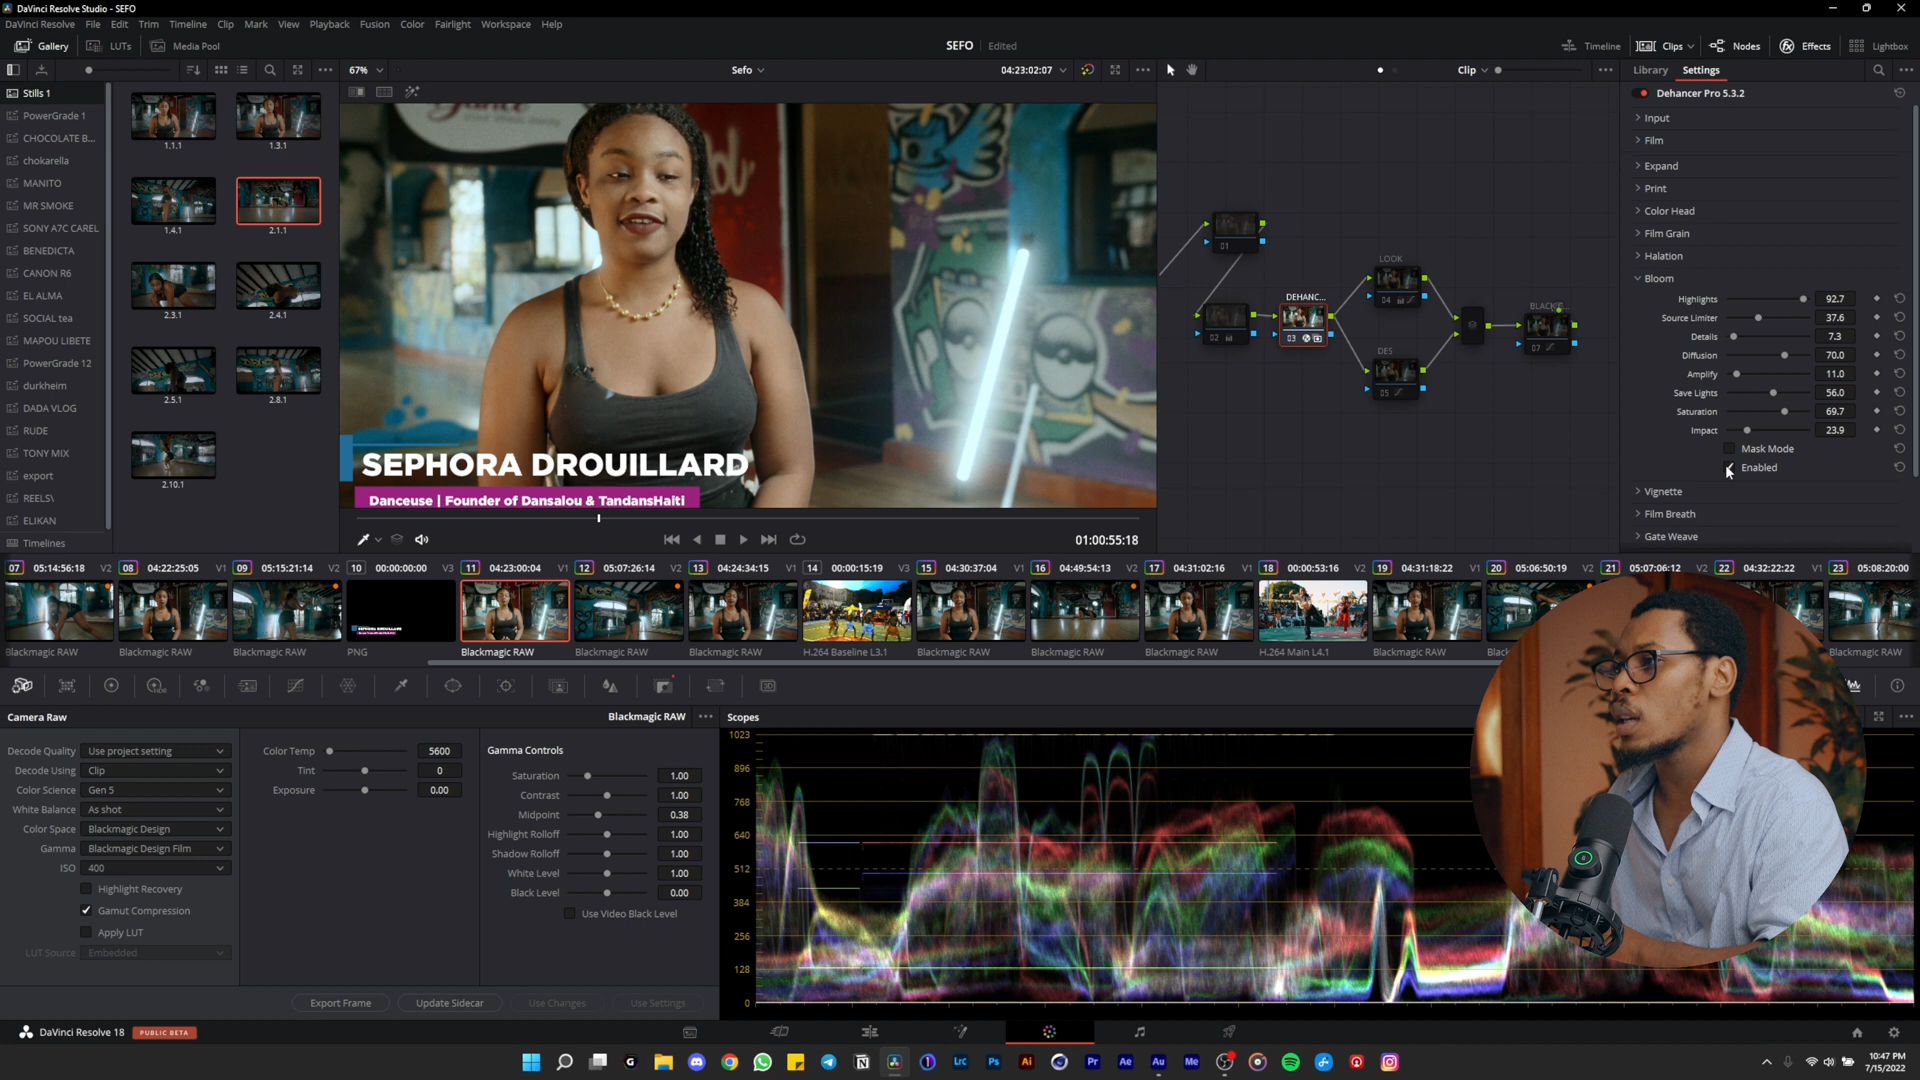 DaVinci Resolve Studio - SEFO
DaVinci Resolve File Edit Trim Timeline Clip Mark View Playback Fusion Color Fairlight Workspace Help
Gallery LUTs Media Pool SEFO Edited Timeline Clips Nodes Effects Lightbox
67% Sefo 04:23:02:07 Clip Library Settings
Stills 1
PowerGrade 1
CHOCOLATE B...
chokarella
MANITO
MR SMOKE
SONY A7C CAREL
BENEDICTA
CANON R6
EL ALMA
SOCIAL tea
MAPOU LIBETE
PowerGrade 12
durkheim
DADA VLOG
RUDE
TONY MIX
export
REELS\
ELIKAN
Timelines
1.1.1 1.3.1
1.4.1 2.1.1
2.3.1 2.4.1
2.5.1 2.8.1
2.10.1
SEPHORA DROUILLARD
Danceuse | Founder of Dansalou & TandansHaiti
01:00:55:18
01
02
DEHANC...
03
LOOK
04
DES
05
BLACK
07
Dehancer Pro 5.3.2
Input
Film
Expand
Print
Color Head
Film Grain
Halation
Bloom
Highlights 92.7
Source Limiter 37.6
Details 7.3
Diffusion 70.0
Amplify 11.0
Save Lights 56.0
Saturation 69.7
Impact 23.9
Mask Mode
Enabled
Vignette
Film Breath
Gate Weave
07 05:14:56:18 V2 08 04:22:25:05 V1 09 05:15:21:14 V2 10 00:00:00:00 V3 11 04:23:00:04 V1 12 05:07:26:14 V2 13 04:24:34:15 V1 14 00:00:15:19 V3 15 04:30:37:04 V1 16 04:49:54:13 V2 17 04:31:02:16 V1 18 00:00:53:16 V2 19 04:31:18:22 V1 20 05:06:50:19 V2 21 05:07:06:12 V2 22 04:32:22:22 V1 23 05:08:20:00
Blackmagic RAW Blackmagic RAW Blackmagic RAW PNG Blackmagic RAW Blackmagic RAW Blackmagic RAW H.264 Baseline L3.1 Blackmagic RAW Blackmagic RAW Blackmagic RAW H.264 Main L4.1 Blackmagic RAW Blackmagic RAW
Camera Raw Blackmagic RAW Scopes
Decode Quality Use project setting
Decode Using Clip
Color Science Gen 5
White Balance As shot
Color Space Blackmagic Design
Gamma Blackmagic Design Film
ISO 400
Highlight Recovery
Gamut Compression
Apply LUT
LUT Source Embedded
Color Temp 5600
Tint 0
Exposure 0.00
Gamma Controls
Saturation 1.00
Contrast 1.00
Midpoint 0.38
Highlight Rolloff 1.00
Shadow Rolloff 1.00
White Level 1.00
Black Level 0.00
Use Video Black Level
Export Frame Update Sidecar Use Changes Use Settings
1023
896
768
640
512
384
256
128
0
DaVinci Resolve 18 PUBLIC BETA
Lrc Ps Ai Pr Ae Au Me
10:47 PM
7/15/2022